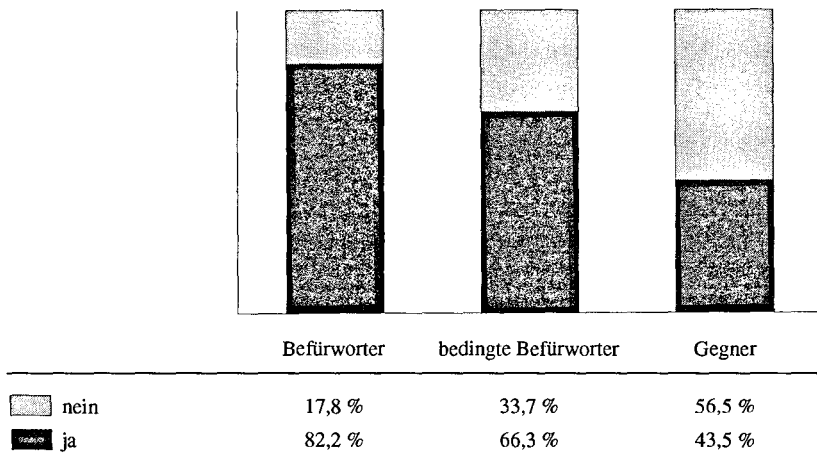 Befürworter bedingte Befürworter Gegner
nein 17,8 % 33,7 % 56,5 %
ja 82,2 % 66,3 % 43,5 %